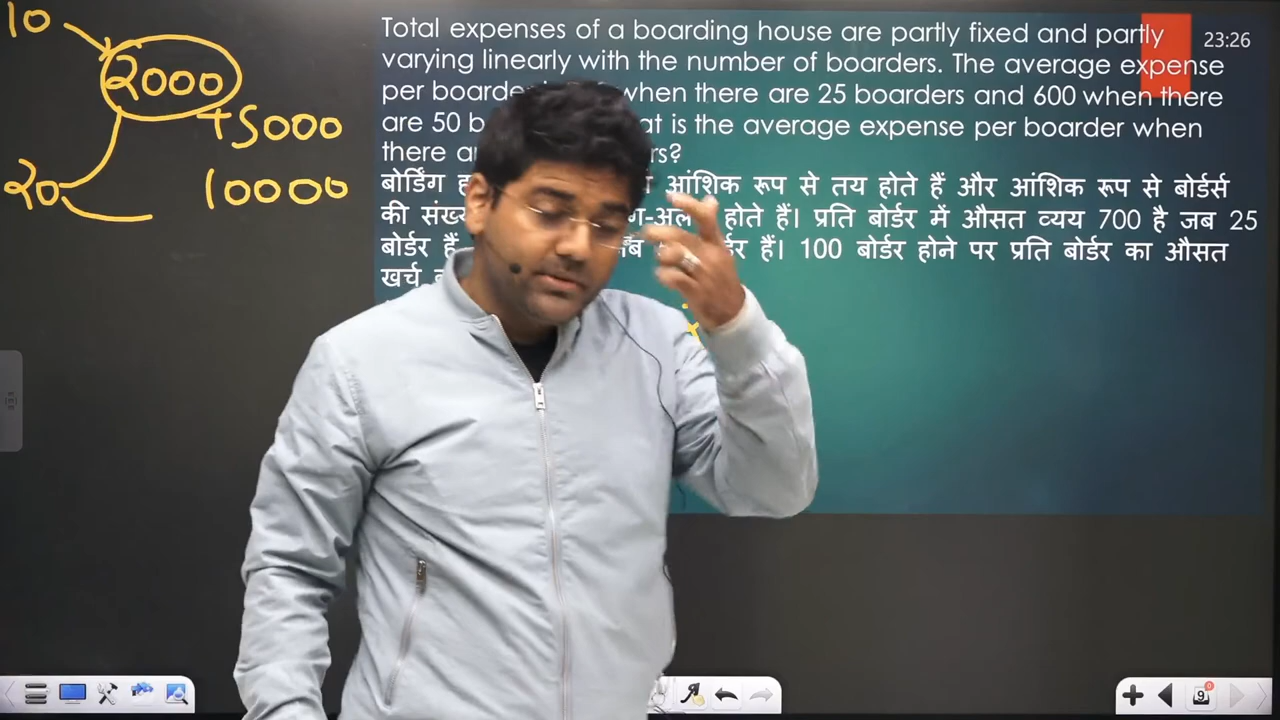 10
2000
+5000
20
10000
Total expenses of a boarding house are partly fixed and partly
23:26
varying linearly with the number of boarders. The average expense
per when there are 25 boarders and 600 when there
are 50 is the average expense per boarder when
there
बोर्डिंग आंशिक रूप से तय होते हैं और आंशिक रूप से बोर्डर्स
की होते हैं। प्रति बोर्डर में औसत व्यय 700 है जब 25
बोर्डर हैं। 100 बोर्डर होने पर प्रति बोर्डर का औसत
खर्च
9
0